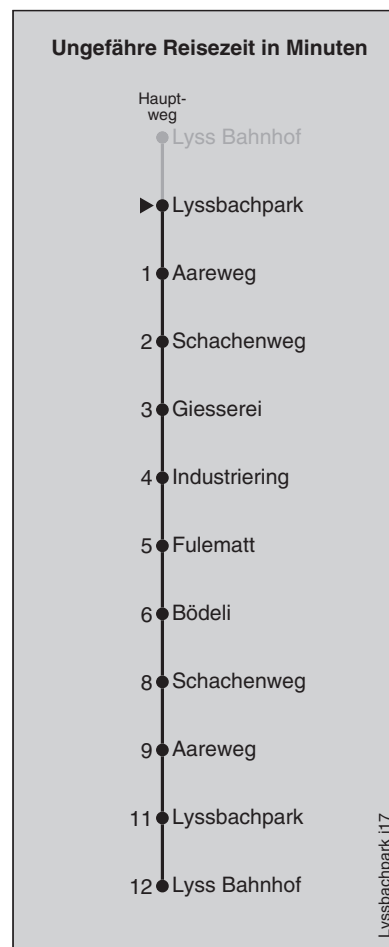 Ungefähre Reisezeit in Minuten
Haupt-
weg
Lyss Bahnhof
Lyssbachpark
1 Aareweg
2 Schachenweg
3 Giesserei
4 Industriering
5 Fulematt
6 Bödeli
8 Schachenweg
9 Aareweg
11 Lyssbachpark
12 Lyss Bahnhof
Lyssbachpark j17